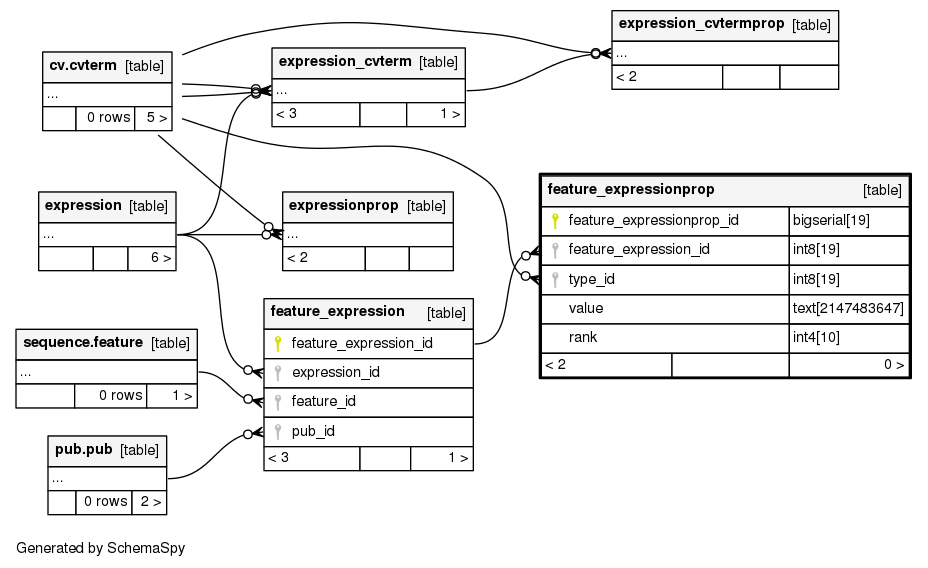 expression_cvtermprop [table]
...
< 2
cv.cvterm [table]
...
0 rows 5 >
expression_cvterm [table]
...
< 3 1 >
expression [table]
...
6 >
expressionprop [table]
...
< 2
feature_expressionprop [table]
feature_expressionprop_id bigserial[19]
feature_expression_id int8[19]
type_id int8[19]
value text[2147483647]
rank int4[10]
< 2 0 >
feature_expression [table]
feature_expression_id
expression_id
feature_id
pub_id
< 3 1 >
sequence.feature [table]
...
0 rows 1 >
pub.pub [table]
...
0 rows 2 >
Generated by SchemaSpy